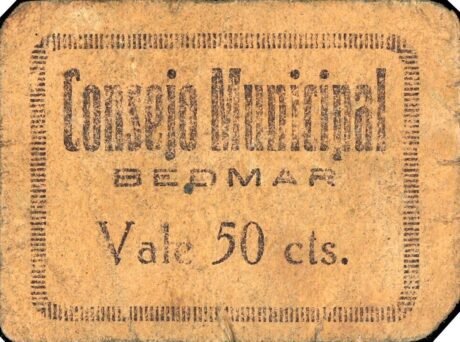 Consejo Municipal
BEDMAR
Vale 50 cts.